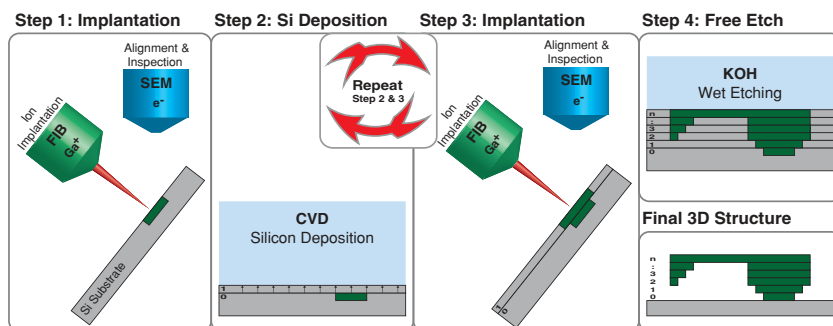 Step 1: Implantation
Alignment &
Inspection
SEM
e-
Ion
Implantation
FIB
Ga+
Si Substrate
Step 2: Si Deposition
CVD
Silicon Deposition
1
0
Repeat
Step 2 & 3
Step 3: Implantation
Alignment &
Inspection
SEM
e-
Ion
Implantation
FIB
Ga+
1
0
Step 4: Free Etch
KOH
Wet Etching
n
:
3
2
1
0
Final 3D Structure
n
:
3
2
1
0